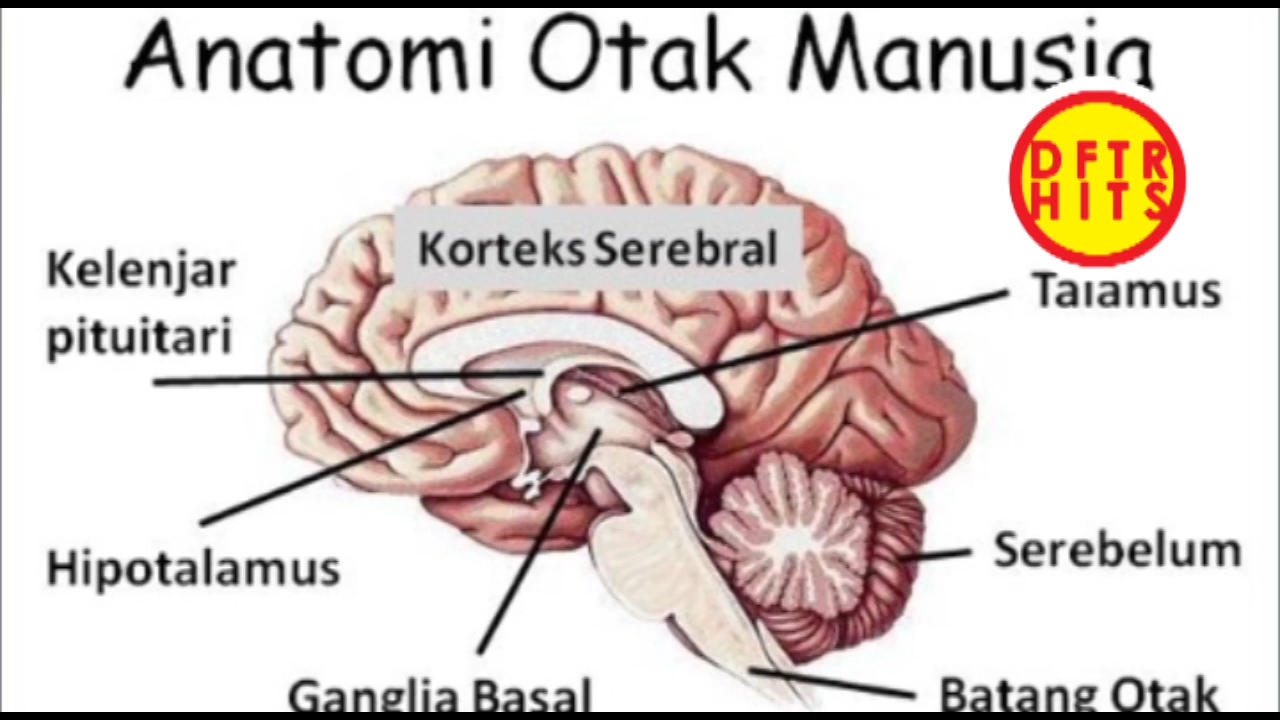 Anatomi Otak Manusia
DFTR
HITS
Korteks Serebral
Kelenjar
pituitari
Talamus
Hipotalamus
Serebelum
Ganglia Basal
Batang Otak